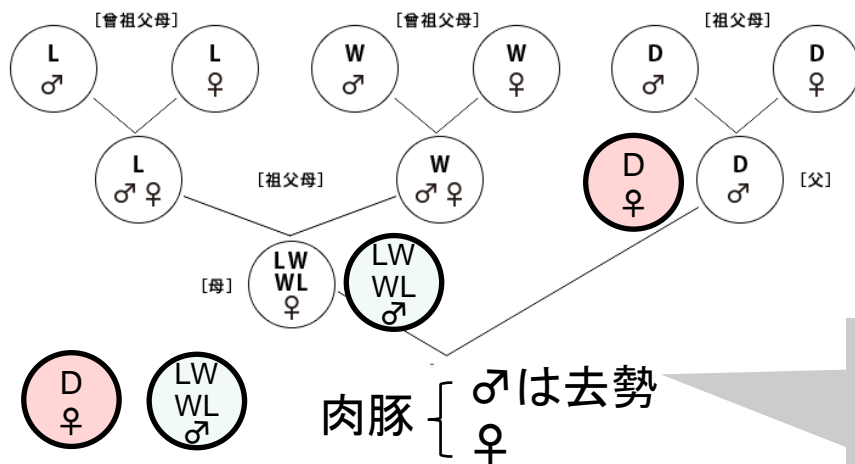 [曾祖父母] [曾祖父母] [祖父母]
L L W W D D
♂ ♀ ♂ ♀ ♂ ♀
L [祖父母] W D D [父]
♂ ♀ ♂ ♀ ♀ ♂
[母] LW WL ♀ LW WL ♂
D ♀ LW WL ♂
肉豚 ♂は去勢
♀